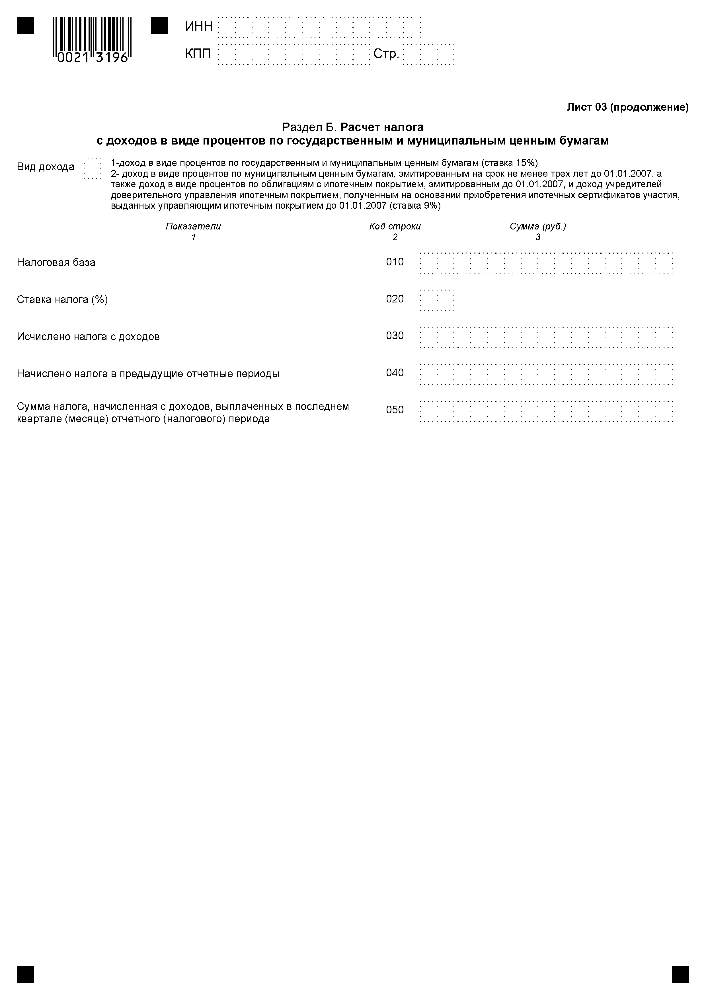 ИНН
0021 3196
КПП
Стр.
Лист 03 (продолжение)
Раздел Б. Расчет налога
с доходов в виде процентов по государственным и муниципальным ценным бумагам
Вид дохода
1-доход в виде процентов по государственным и муниципальным ценным бумагам (ставка 15%)
2- доход в виде процентов по муниципальным ценным бумагам, эмитированным на срок не менее трех лет до 01.01.2007, а
также доход в виде процентов по облигациям с ипотечным покрытием, эмитированным до 01.01.2007, и доход учредителей
доверительного управления ипотечным покрытием, полученным на основании приобретения ипотечных сертификатов участия,
выданных управляющим ипотечным покрытием до 01.01.2007 (ставка 9%)
Показатели Код строки Сумма (руб.)
1 2 3
Налоговая база 010
Ставка налога (%) 020
Исчислено налога с доходов 030
Начислено налога в предыдущие отчетные периоды 040
Сумма налога, начисленная с доходов, выплаченных в последнем 050
квартале (месяце) отчетного (налогового) периода